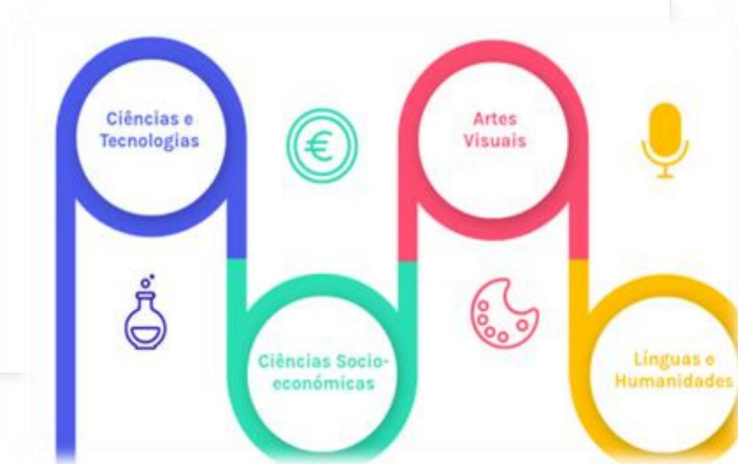 Ciências e
Tecnologias
€
Artes
Visuais
Ciências Socio-
económicas
Línguas e
Humanidades